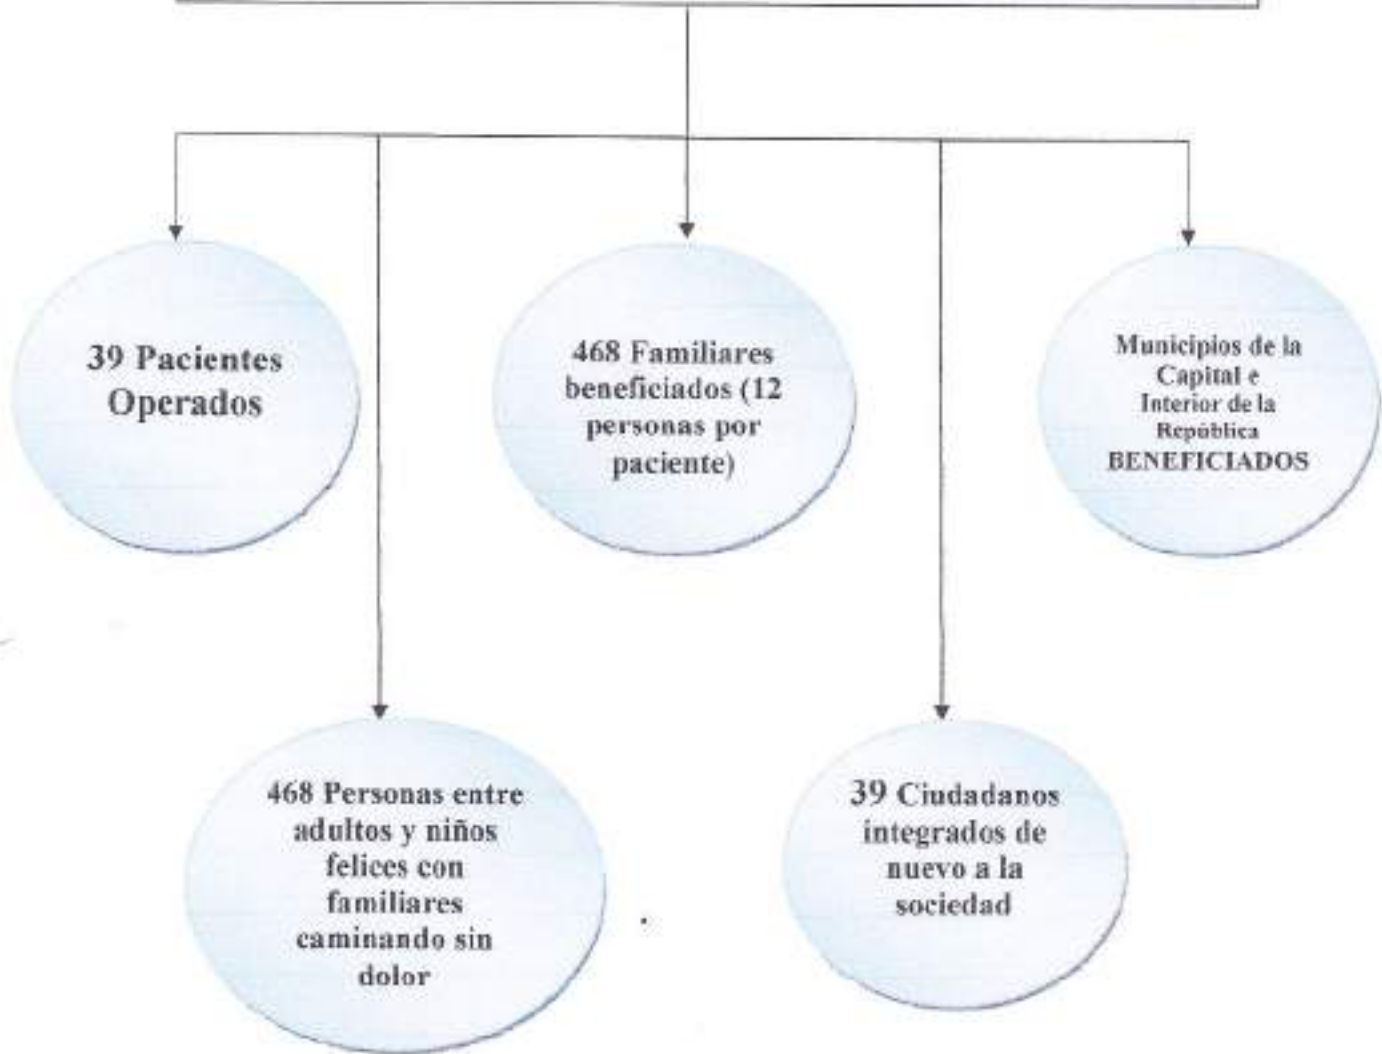 39 Pacientes
Operados
468 Familiares
beneficiados (12
personas por
paciente)
Municipios de la
Capital e
Interior de la
República
BENEFICIADOS
468 Personas entre
adultos y niños
felices con
familiares
caminando sin
dolor
39 Ciudadanos
integrados de
nuevo a la
sociedad